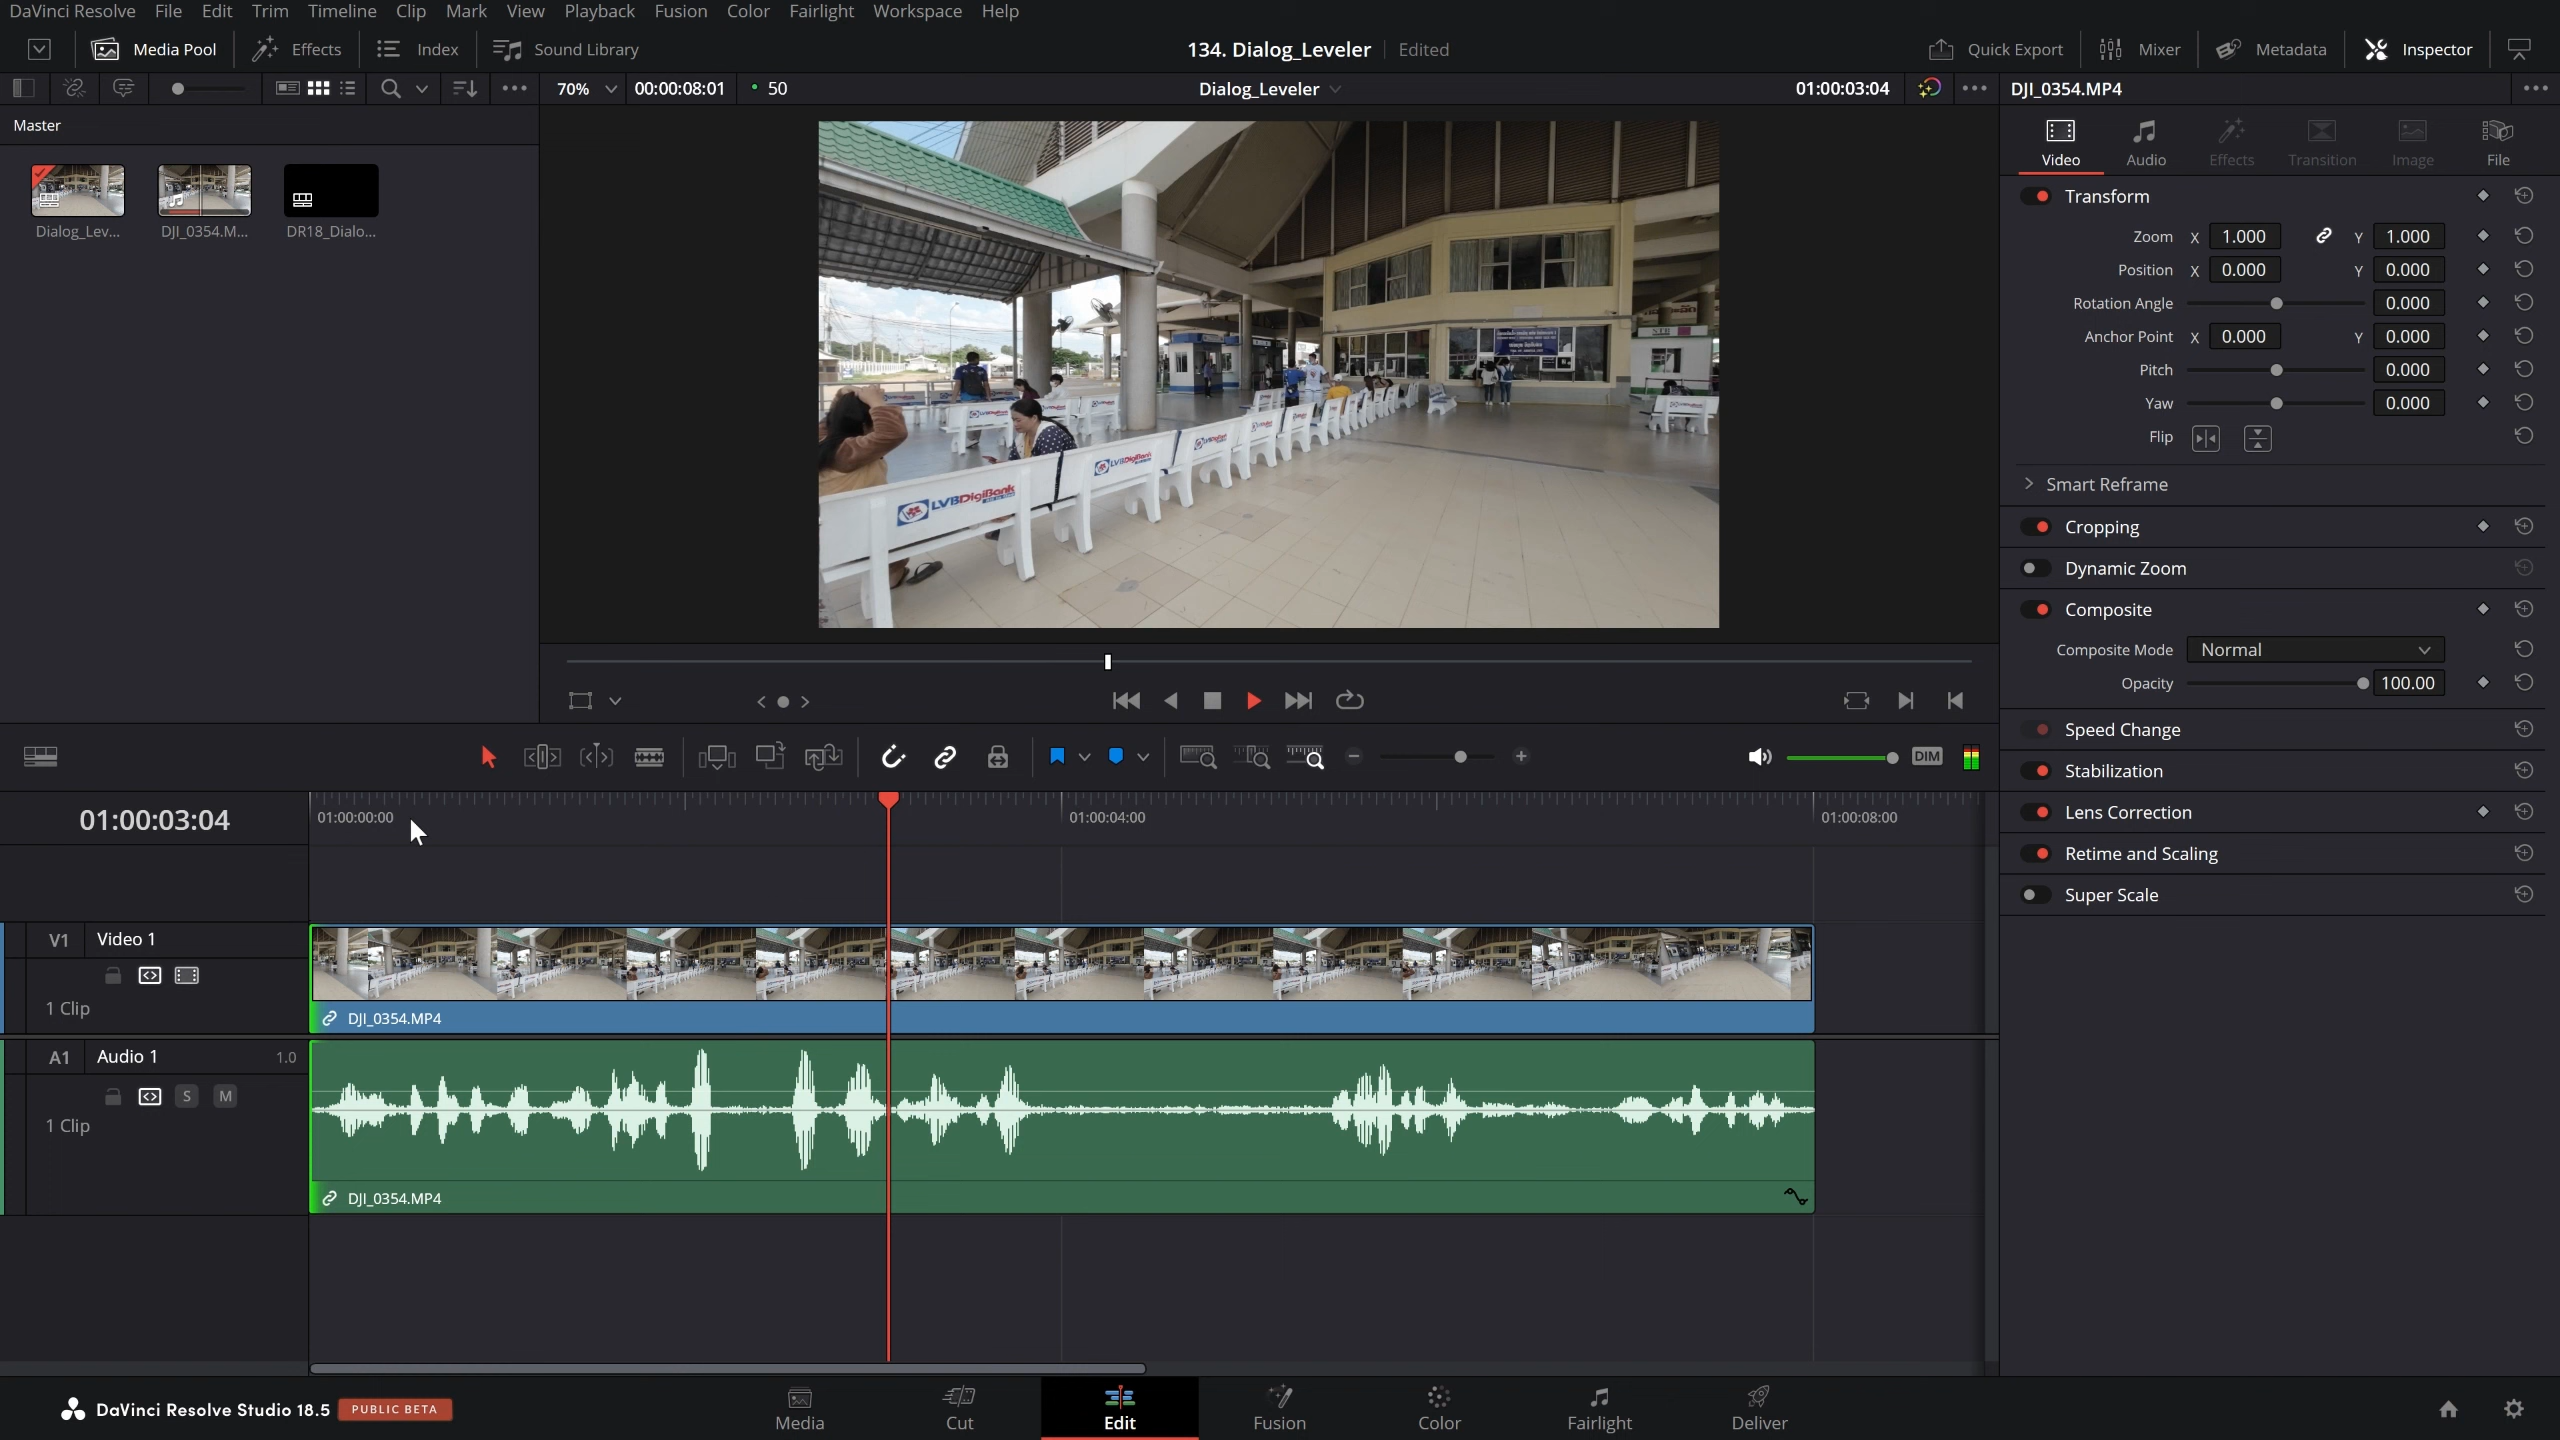 DaVinci Resolve File Edit Trim Timeline Clip Mark View Playback Fusion Color Fairlight Workspace Help
Media Pool Effects Index Sound Library 134. Dialog_Leveler Edited Quick Export Mixer Metadata Inspector
70% 00:00:08:01 50 Dialog_Leveler 01:00:03:04 DJI_0354.MP4
Master
Dialog_Lev... DJI_0354.M... DR18_Dialo...
LVBDigiBank
LVBDigiBank
Video Audio Effects Transition Image File
Transform
Zoom X 1.000 Y 1.000
Position X 0.000 Y 0.000
Rotation Angle 0.000
Anchor Point X 0.000 Y 0.000
Pitch 0.000
Yaw 0.000
Flip
Smart Reframe
Cropping
Dynamic Zoom
Composite
Composite Mode Normal
Opacity 100.00
Speed Change
Stabilization
Lens Correction
Retime and Scaling
Super Scale
DIM
01:00:03:04 01:00:00:00 01:00:04:00 01:00:08:00
V1 Video 1
1 Clip
DJI_0354.MP4
A1 Audio 1 1.0
S M
1 Clip
DJI_0354.MP4
DaVinci Resolve Studio 18.5 PUBLIC BETA
Media Cut Edit Fusion Color Fairlight Deliver